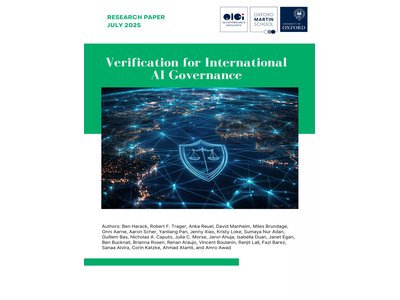 RESEARCH PAPER
JULY 2025
OXFORD
MARTIN
SCHOOL
UNIVERSITY OF
OXFORD
Verification for International
AI Governance
Authors: Ben Harack, Robert F. Trager, Anka Reuel, David Manheim, Miles Brundage,
Onni Aarne, Aaron Scher, Yanliang Pan, Jenny Xiao, Kristy Loke, Sumaya Nur Adan,
Guillem Bas, Nicholas A. Caputo, Julia C. Morse, Janvi Ahuja, Isabella Duan, Janet Egan,
Ben Bucknall, Brianna Rosen, Renan Araujo, Vincent Boulanin, Ranjit Lall, Fazl Barez,
Sanaa Alvira, Corin Katzke, Ahmad Atamli, and Amro Awad